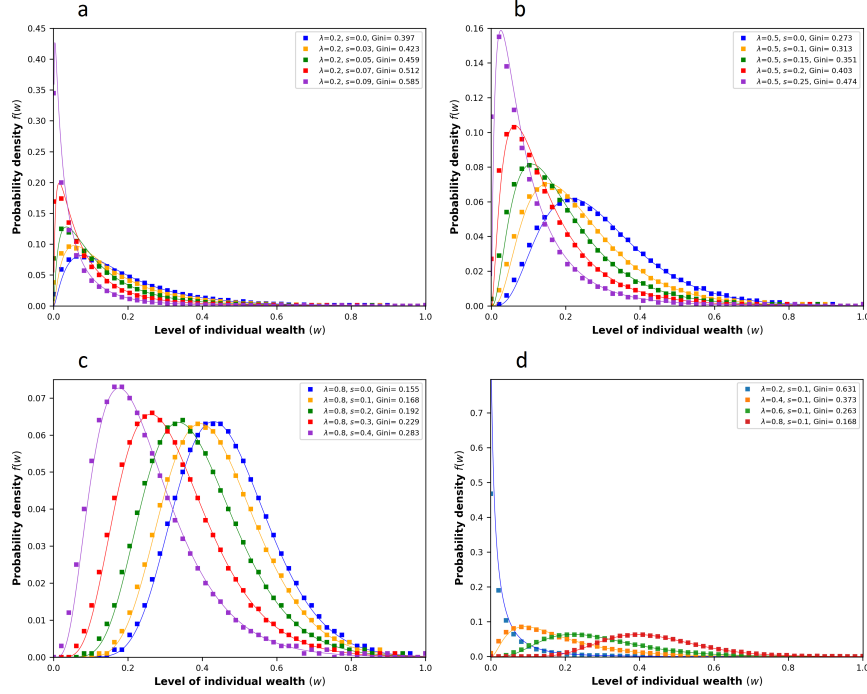 a
0.45
0.40
0.35
0.30
0.25
0.20
0.15
0.10
0.05
0.00
Probability density f(w)
λ=0.2, s=0.0, Gini= 0.397
λ=0.2, s=0.03, Gini= 0.423
λ=0.2, s=0.05, Gini= 0.459
λ=0.2, s=0.07, Gini= 0.512
λ=0.2, s=0.09, Gini= 0.585
0.0 0.2 0.4 0.6 0.8 1.0
Level of individual wealth (w)
b
0.16
0.14
0.12
0.10
0.08
0.06
0.04
0.02
0.00
Probability density f(w)
λ=0.5, s=0.0, Gini= 0.273
λ=0.5, s=0.1, Gini= 0.313
λ=0.5, s=0.15, Gini= 0.351
λ=0.5, s=0.2, Gini= 0.403
λ=0.5, s=0.25, Gini= 0.474
0.0 0.2 0.4 0.6 0.8 1.0
Level of individual wealth (w)
c
0.07
0.06
0.05
0.04
0.03
0.02
0.01
0.00
Probability density f(w)
λ=0.8, s=0.0, Gini= 0.155
λ=0.8, s=0.1, Gini= 0.168
λ=0.8, s=0.2, Gini= 0.192
λ=0.8, s=0.3, Gini= 0.229
λ=0.8, s=0.4, Gini= 0.283
0.0 0.2 0.4 0.6 0.8 1.0
Level of individual wealth (w)
d
0.7
0.6
0.5
0.4
0.3
0.2
0.1
0.0
Probability density f(w)
λ=0.2, s=0.1, Gini= 0.631
λ=0.4, s=0.1, Gini= 0.373
λ=0.6, s=0.1, Gini= 0.263
λ=0.8, s=0.1, Gini= 0.168
0.0 0.2 0.4 0.6 0.8 1.0
Level of individual wealth (w)